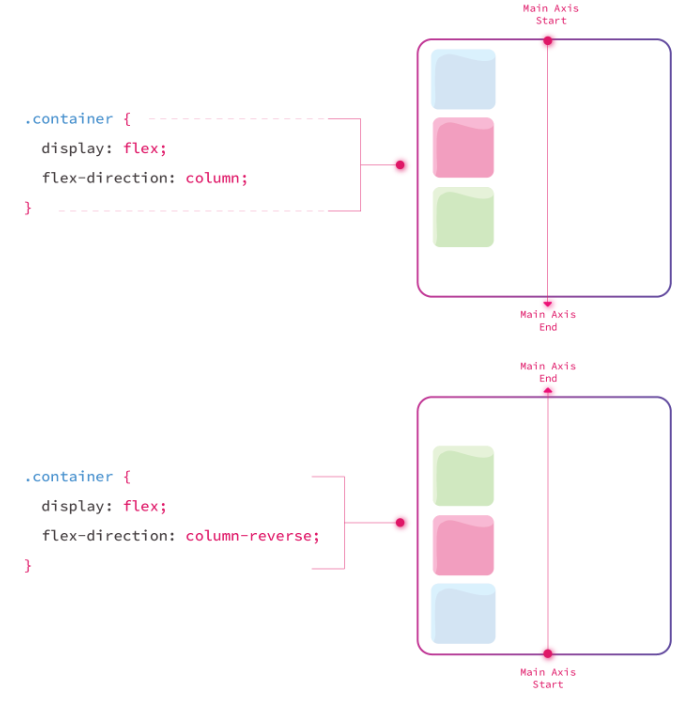 Main Axis
Start
.container {
display: flex;
flex-direction: column;
}
Main Axis
End
Main Axis
End
.container {
display: flex;
flex-direction: column-reverse;
}
Main Axis
Start